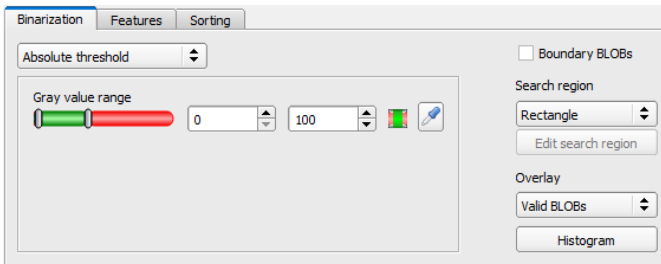 Binarization Features Sorting
Absolute threshold
Boundary BLOBs
Gray value range
0 100
Search region
Rectangle
Edit search region
Overlay
Valid BLOBs
Histogram